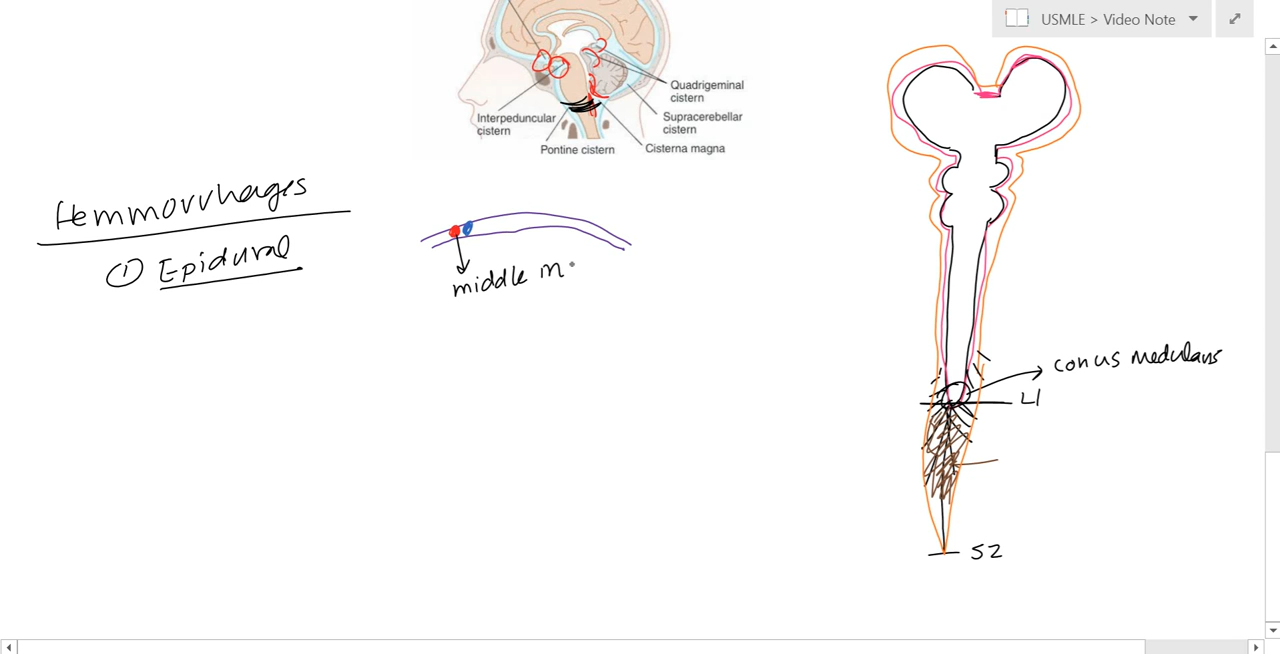 USMLE > Video Note
Quadrigeminal
cistern
Interpeduncular
cistern
Supracerebellar
cistern
Pontine cistern
Cisterna magna
Hemmorrhages
① Epidural
middle m
conus medulans
L1
S2